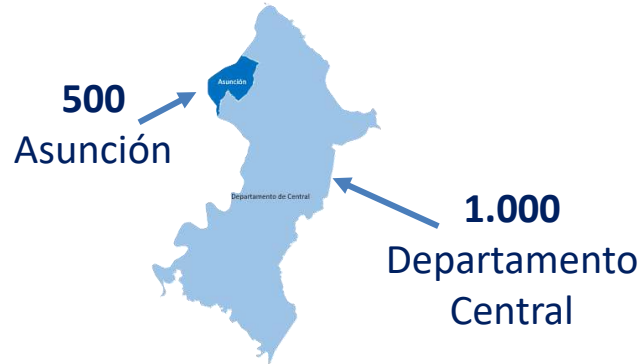 Asunción
500
Asunción
Departamento de Central
1.000
Departamento
Central